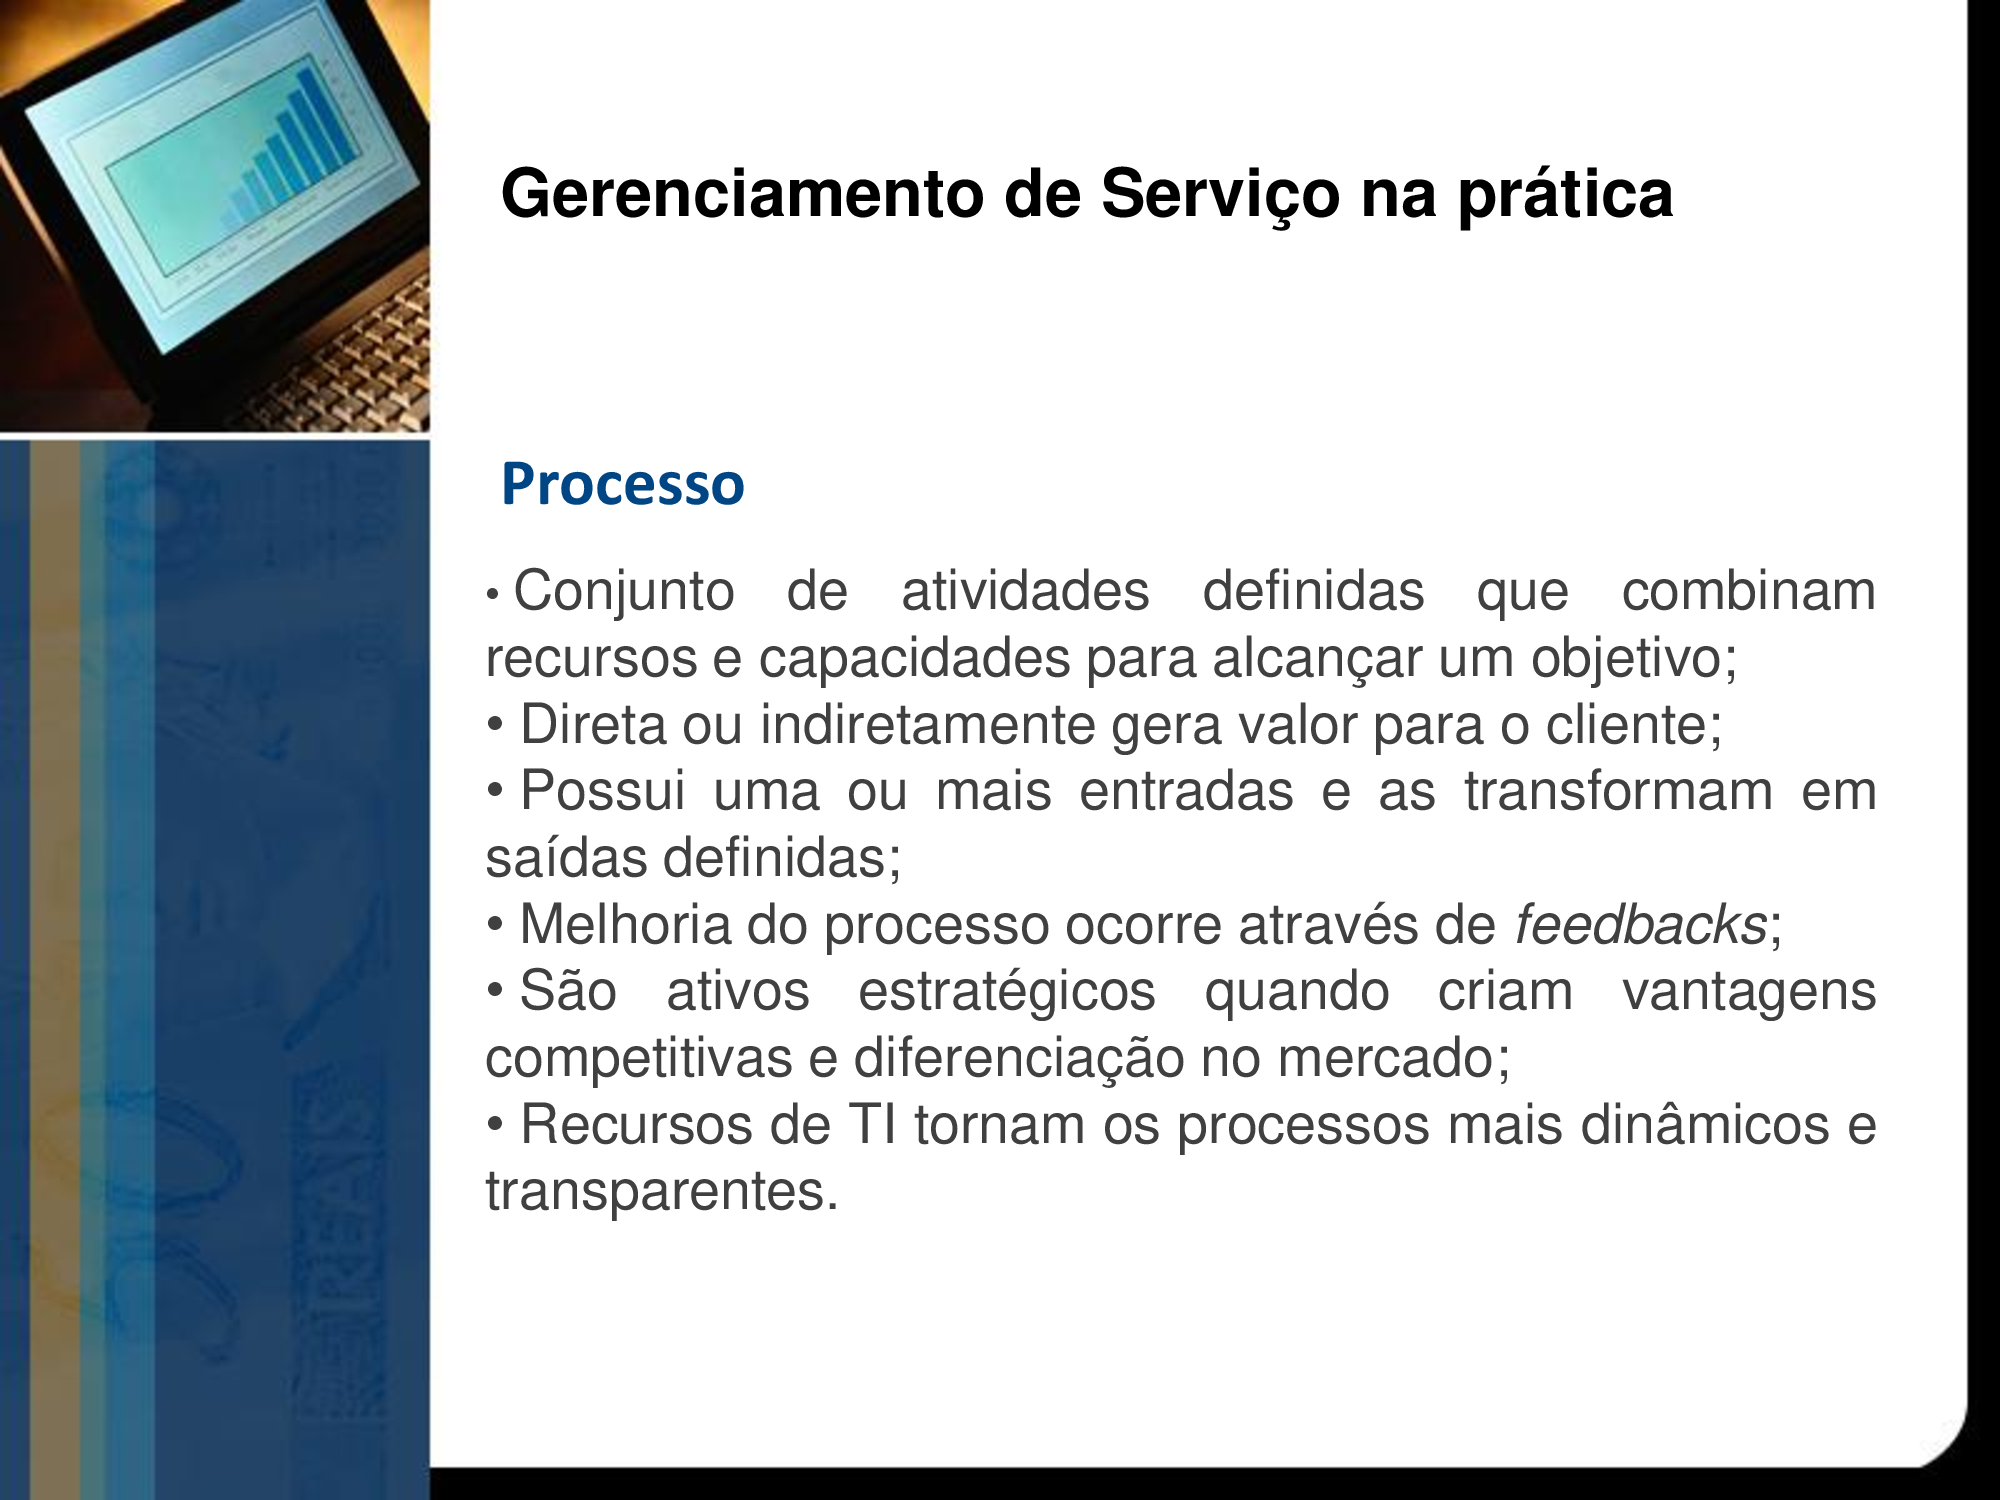 Gerenciamento de Serviço na prática
Processo
• Conjunto de atividades definidas que combinam
recursos e capacidades para alcançar um objetivo;
• Direta ou indiretamente gera valor para o cliente;
• Possui uma ou mais entradas e as transformam em
saídas definidas;
• Melhoria do processo ocorre através de feedbacks;
• São ativos estratégicos quando criam vantagens
competitivas e diferenciação no mercado;
• Recursos de TI tornam os processos mais dinâmicos e
transparentes.
REAIS